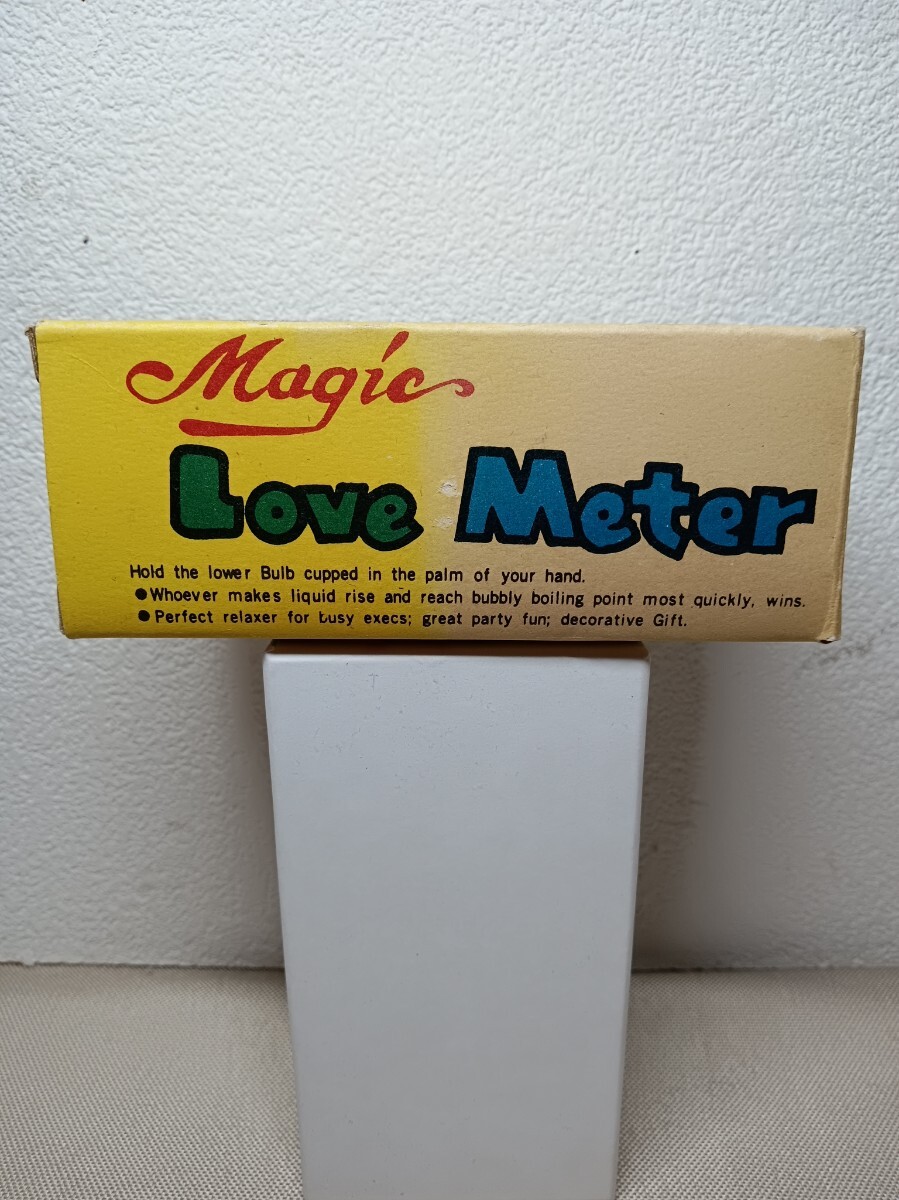 Magic
Love Meter
Hold the lower Bulb cupped in the palm of your hand.
●Whoever makes liquid rise and reach bubbly boiling point most quickly, wins.
●Perfect relaxer for busy execs; great party fun; decorative Gift.